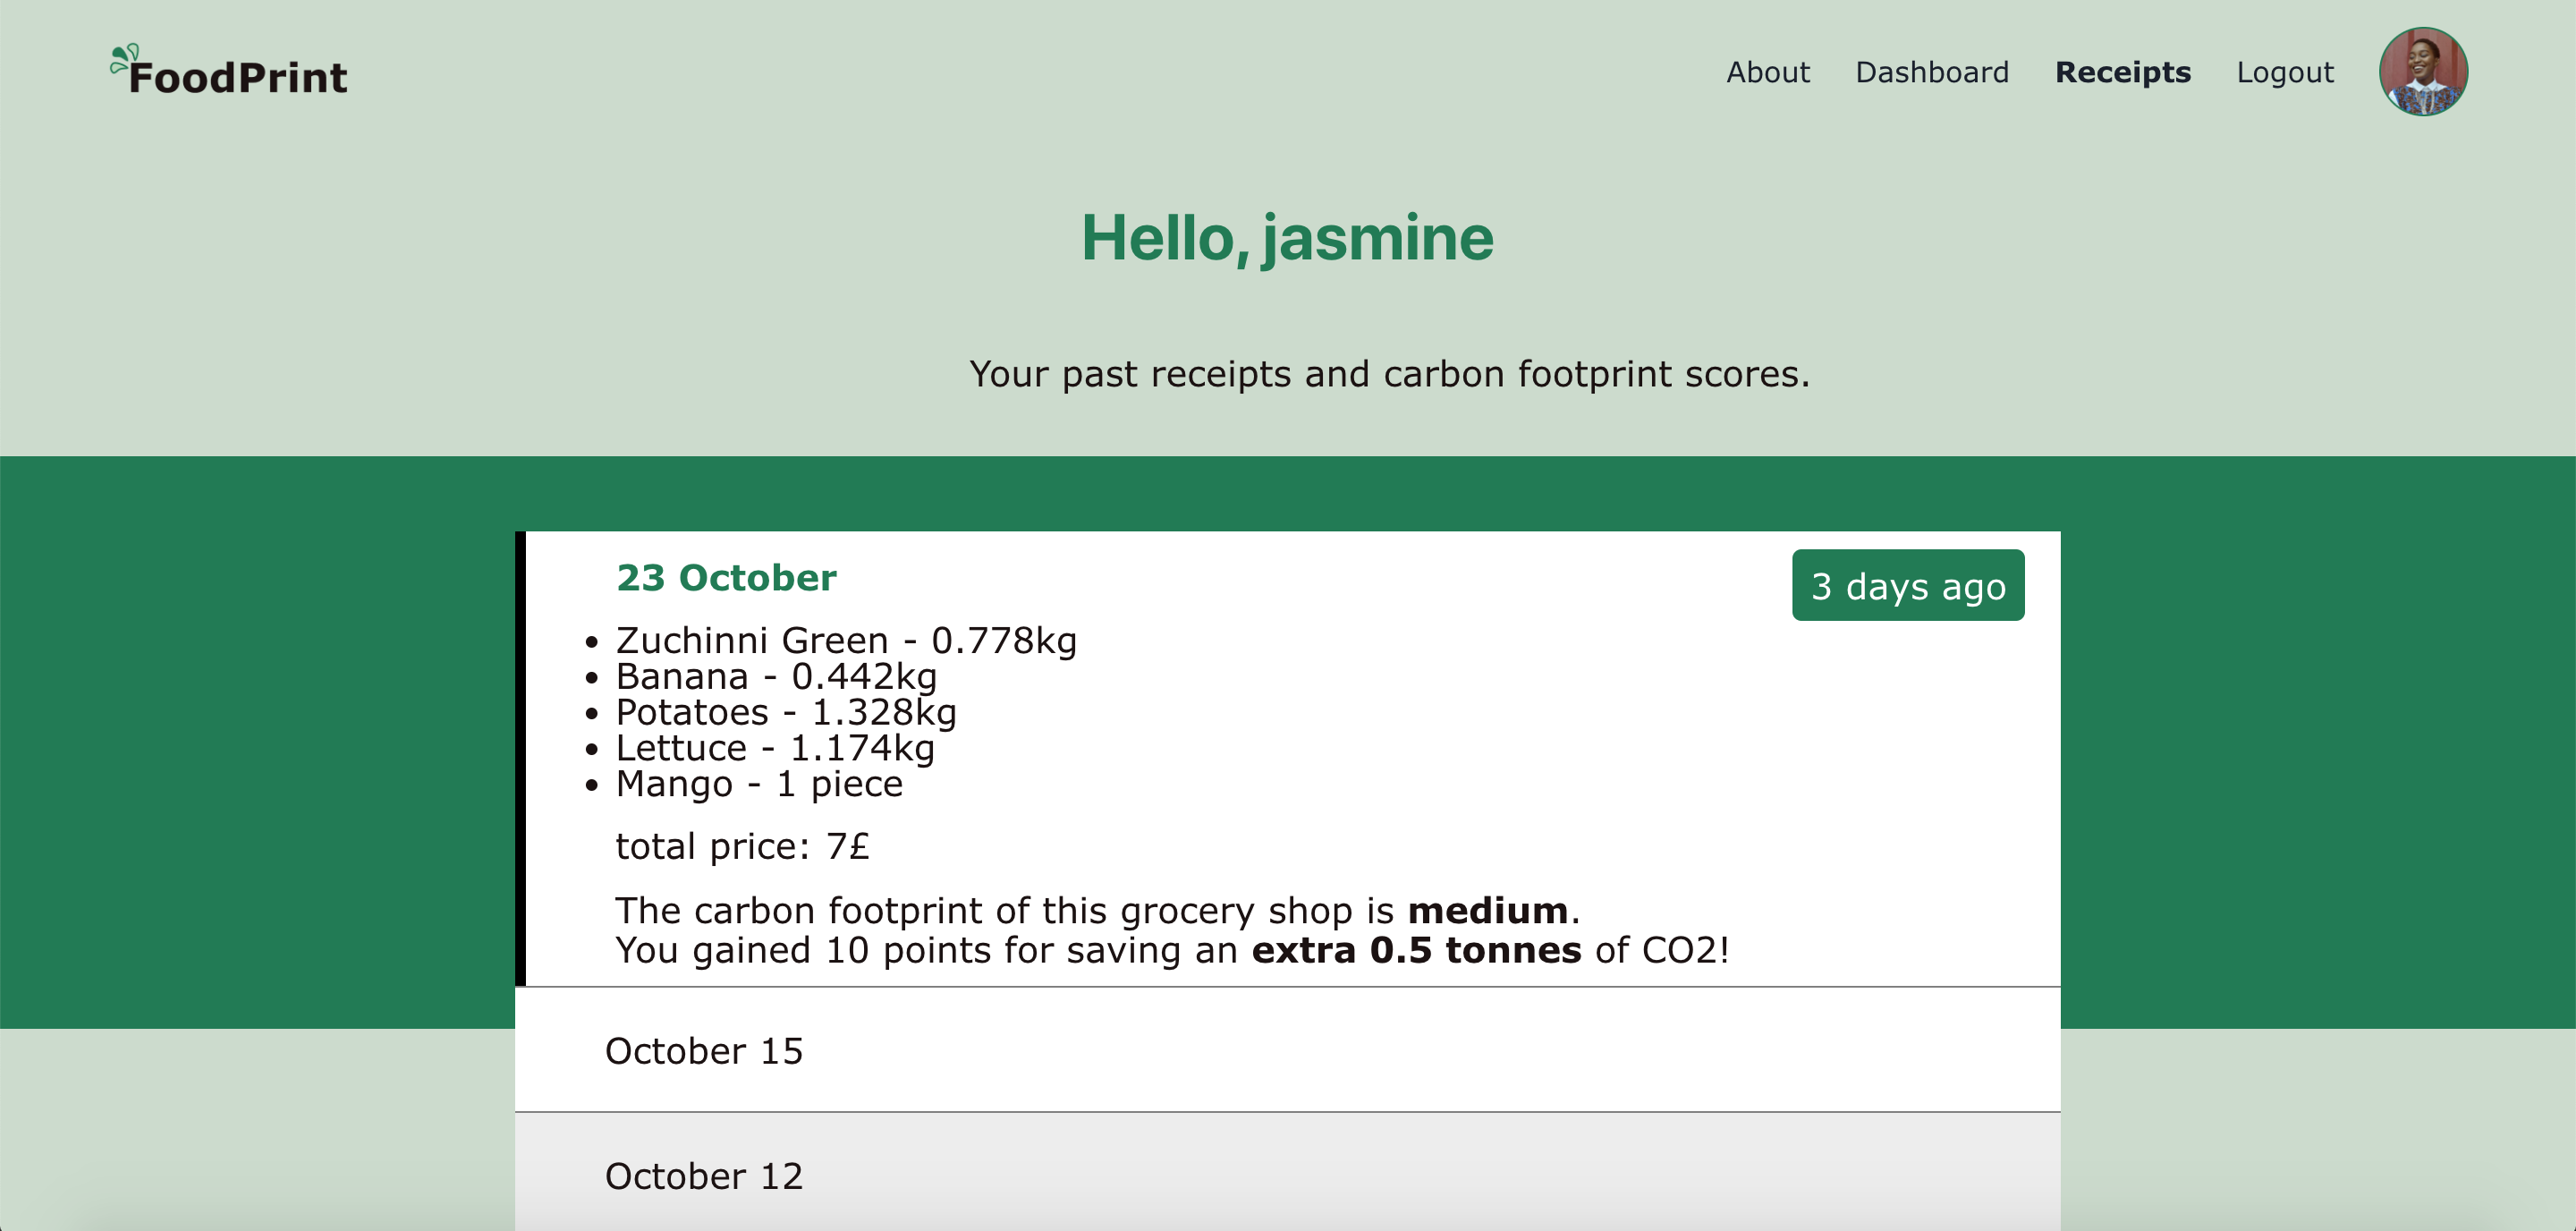 FoodPrint
About Dashboard Receipts Logout
Hello, jasmine
Your past receipts and carbon footprint scores.
23 October
3 days ago
Zuchinni Green - 0.778kg
Banana - 0.442kg
Potatoes - 1.328kg
Lettuce - 1.174kg
Mango - 1 piece
total price: 7£
The carbon footprint of this grocery shop is medium.
You gained 10 points for saving an extra 0.5 tonnes of CO2!
October 15
October 12